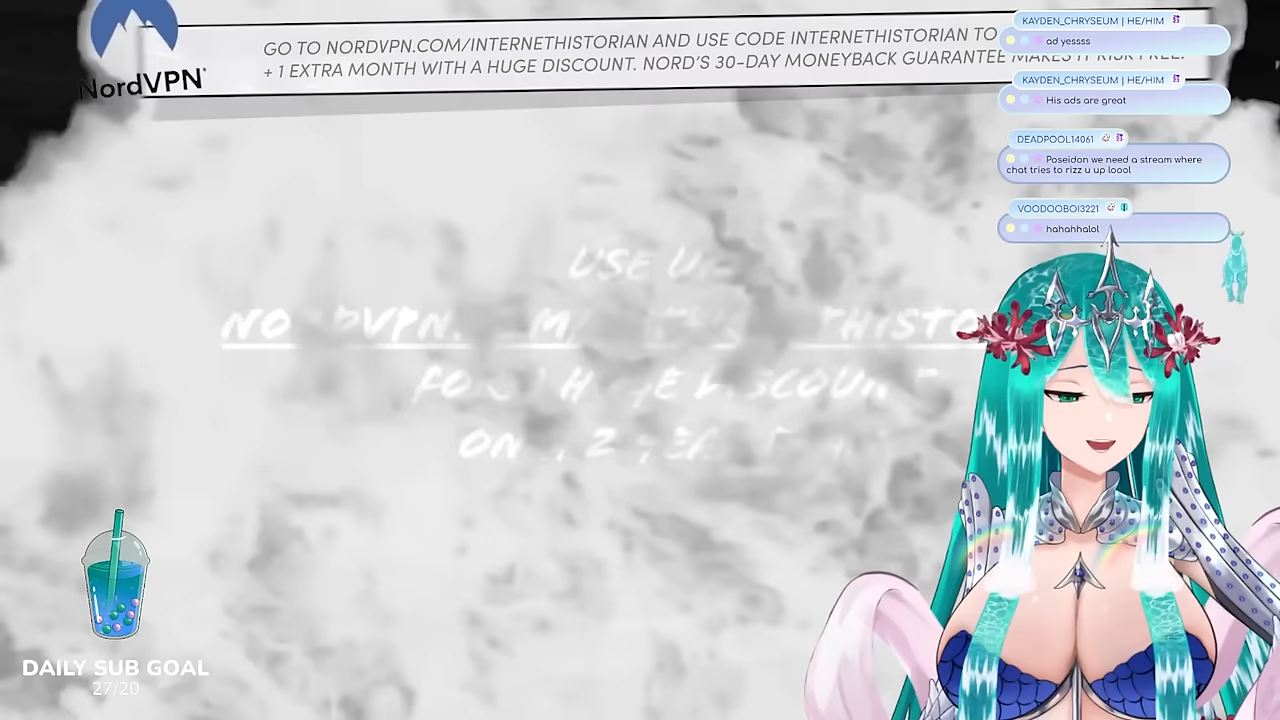 NordVPN
GO TO NORDVPN.COM/INTERNETHISTORIAN AND USE CODE INTERNETHISTORIAN TO
+ 1 EXTRA MONTH WITH A HUGE DISCOUNT. NORD'S 30-DAY MONEYBACK GUARANTEE MAKES IT RISK FREE.
KAYDEN_CHRYSEUM | HE/HIM
ad yessss
KAYDEN_CHRYSEUM | HE/HIM
His ads are great
DEADPOOL14061
Poseidon we need a stream where
chat tries to rizz u up loool
VOODOOBOI3221
hahahhalol
USE
DAILY SUB GOAL
27/20